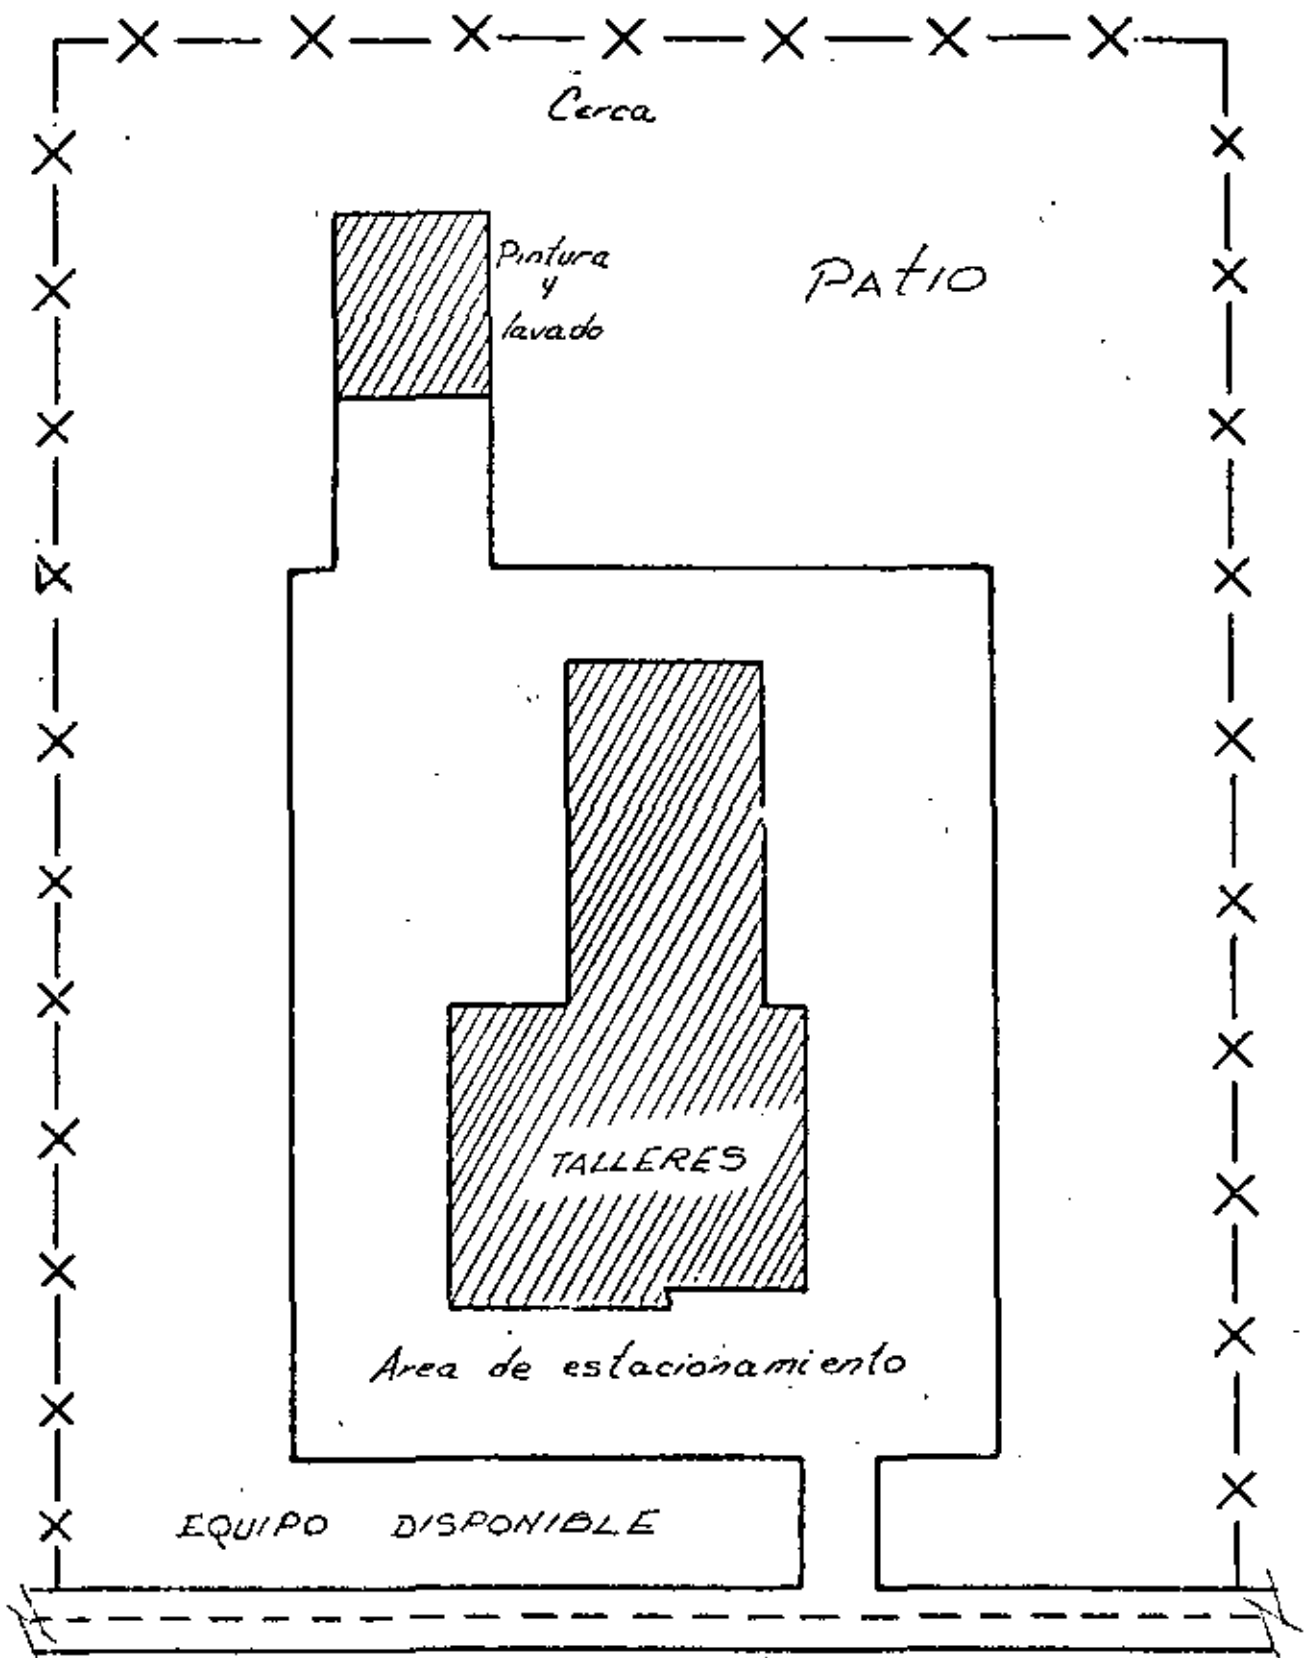 Cerca
Pintura
y
lavado
PAtIO
TALLERES
Area de estacionamiento
EQUIPO DISPONIBLE